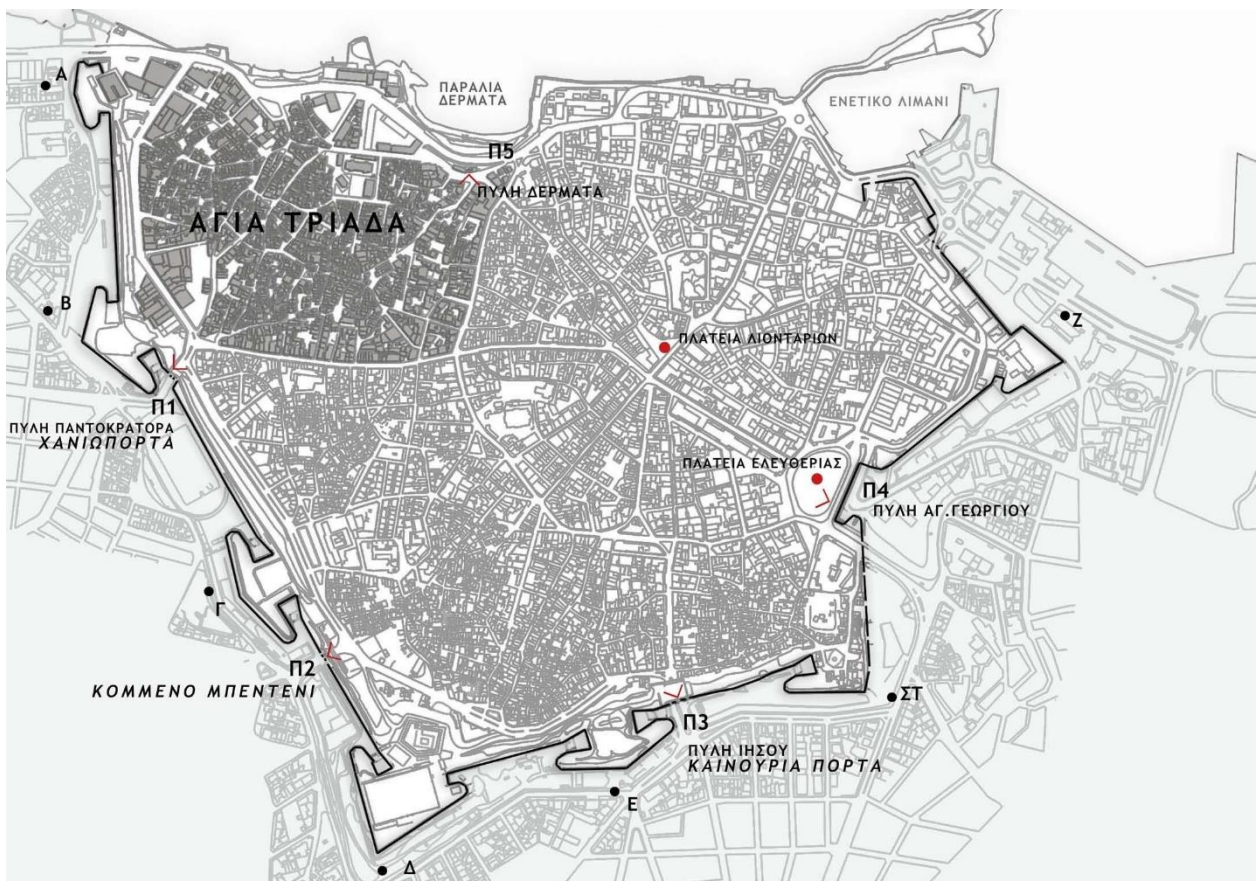 Α
ΠΑΡΑΛΙΑ
ΔΕΡΜΑΤΑ
ΕΝΕΤΙΚΟ ΛΙΜΑΝΙ
Π5
ΠΥΛΗ ΔΕΡΜΑΤΑ
ΑΓΙΑ ΤΡΙΑΔΑ
Β
Ζ
ΠΛΑΤΕΙΑ ΛΙΟΝΤΑΡΙΩΝ
Π1
ΠΥΛΗ ΠΑΝΤΟΚΡΑΤΟΡΑ
ΧΑΝΙΩΠΟΡΤΑ
ΠΛΑΤΕΙΑ ΕΛΕΥΘΕΡΙΑΣ
Π4
ΠΥΛΗ ΑΓ.ΓΕΩΡΓΙΟΥ
Γ
Π2
ΚΟΜΜΕΝΟ ΜΠΕΝΤΕΝΙ
ΣΤ
Π3
ΠΥΛΗ ΙΗΣΟΥ
ΚΑΙΝΟΥΡΙΑ ΠΟΡΤΑ
Ε
Δ